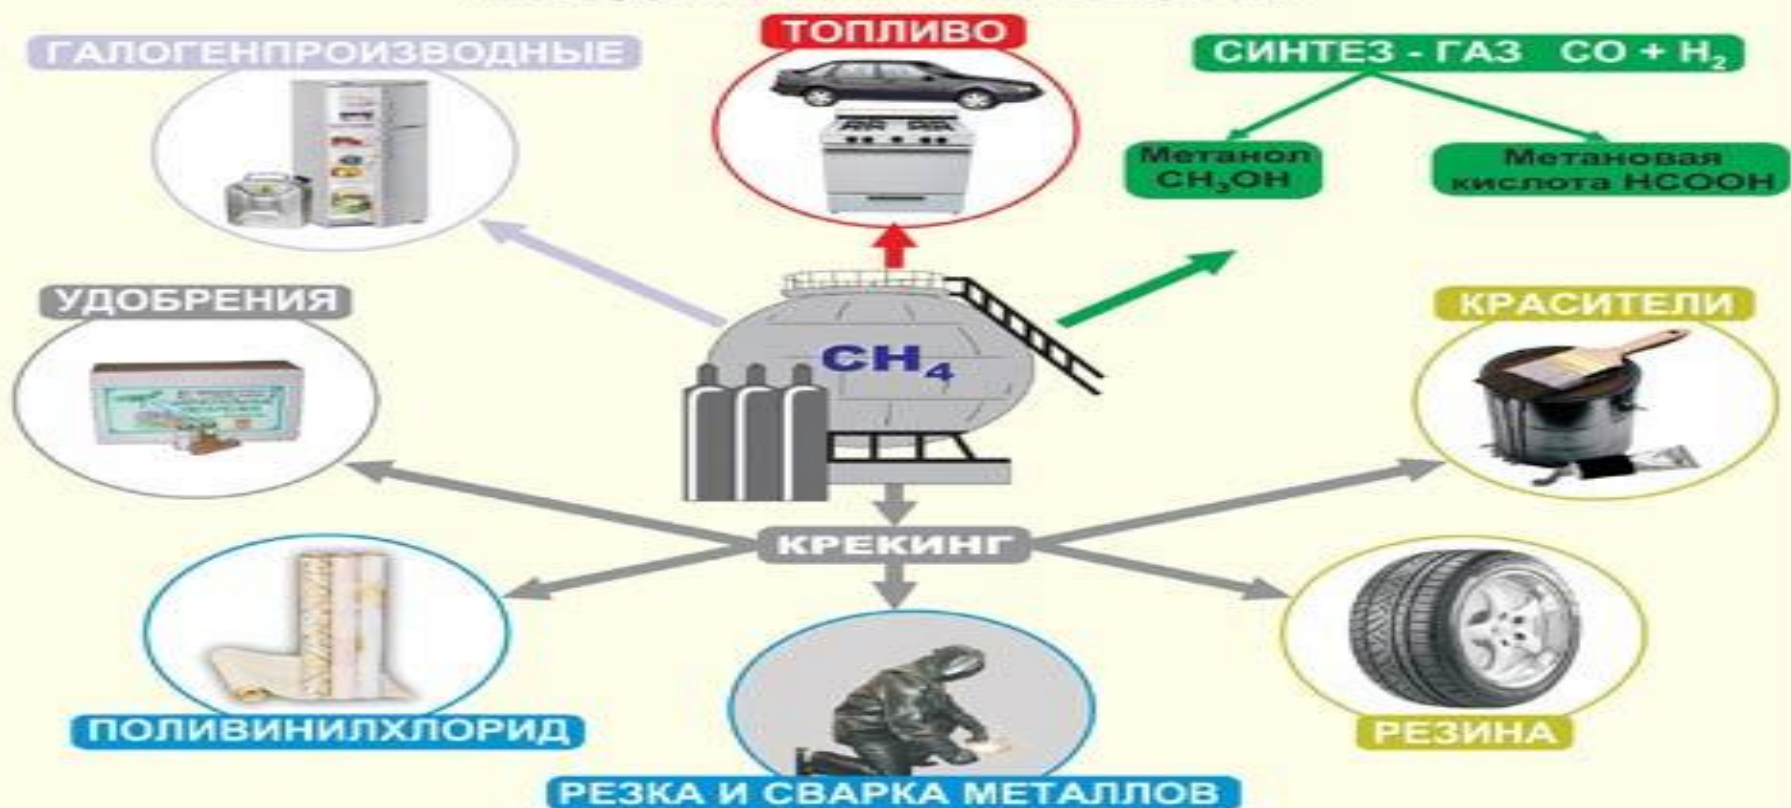 ГАЛОГЕНПРОИЗВОДНЫЕ
ТОПЛИВО
СИНТЕЗ - ГАЗ CO + H₂
Метанол
CH₃OH
Метановая
кислота HCOOH
УДОБРЕНИЯ
CH₄
КРАСИТЕЛИ
КРЕКИНГ
ПОЛИВИНИЛХЛОРИД
РЕЗИНА
РЕЗКА И СВАРКА МЕТАЛЛОВ